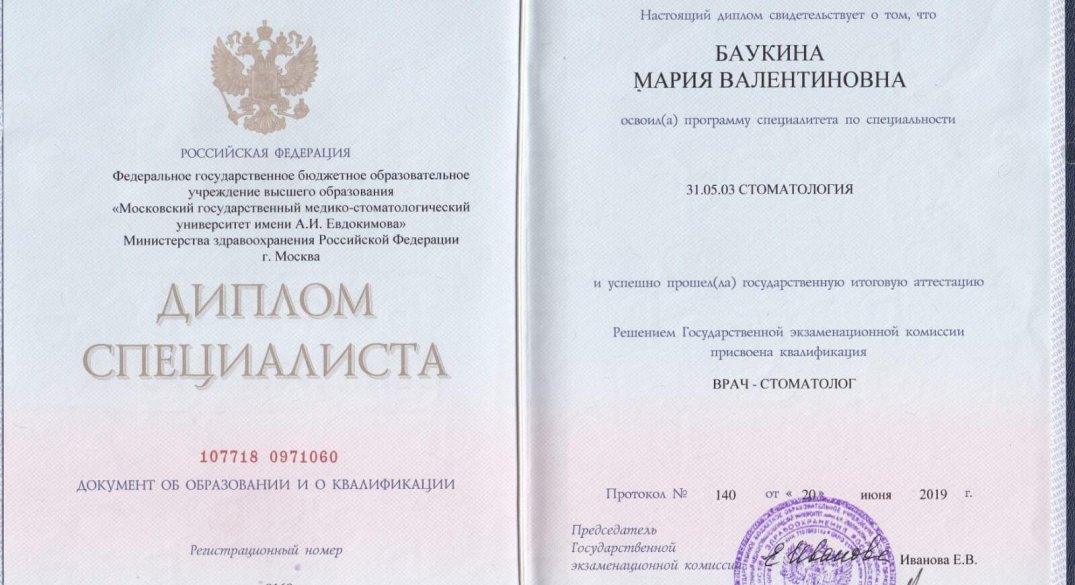 РОССИЙСКАЯ ФЕДЕРАЦИЯ
Федеральное государственное бюджетное образовательное
учреждение высшего образования
«Московский государственный медико-стоматологический
университет имени А.И. Евдокимова»
Министерства здравоохранения Российской Федерации
г. Москва
ДИПЛОМ
СПЕЦИАЛИСТА
107718 0971060
ДОКУМЕНТ ОБ ОБРАЗОВАНИИ И О КВАЛИФИКАЦИИ
Регистрационный номер
Настоящий диплом свидетельствует о том, что
БАУКИНА
МАРИЯ ВАЛЕНТИНОВНА
освоил(а) программу специалитета по специальности
31.05.03 СТОМАТОЛОГИЯ
и успешно прошел(ла) государственную итоговую аттестацию
Решением Государственной экзаменационной комиссии
присвоена квалификация
ВРАЧ - СТОМАТОЛОГ
Протокол № 140 от « 20 » июня 2019 г.
Председатель
Государственной
экзаменационной комиссии Иванова Е.В.